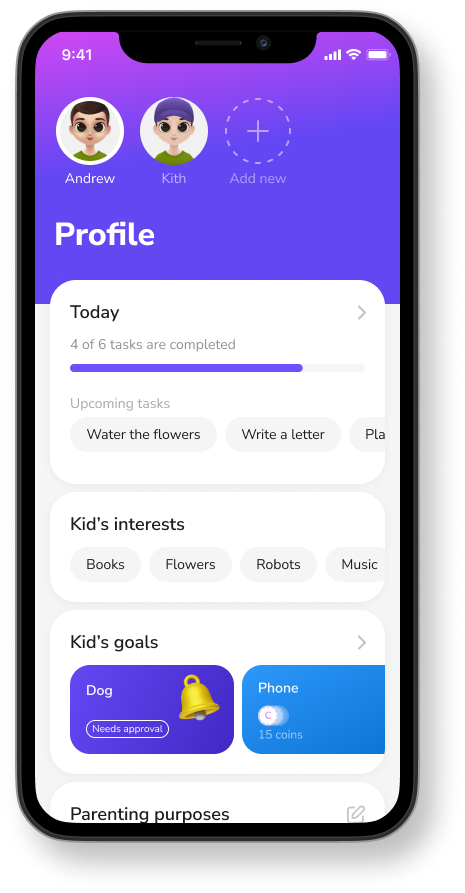 9:41
Andrew
Kith
Add new
Profile
Today
4 of 6 tasks are completed
Upcoming tasks
Water the flowers
Write a letter
Pla
Kid's interests
Books
Flowers
Robots
Music
Kid's goals
Dog
Needs approval
Phone
C
15 coins
Parenting purposes